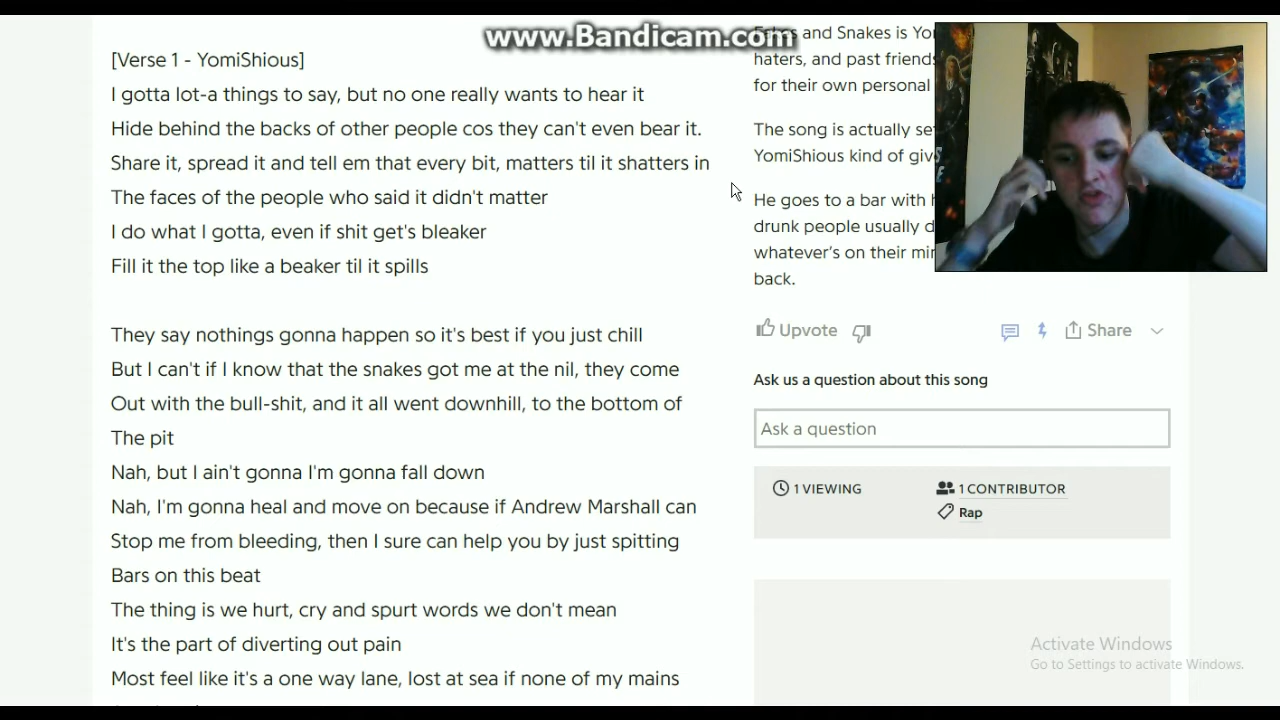 www.Bandicam.com
[Verse 1 - YomiShious]
I gotta lot-a things to say, but no one really wants to hear it
Hide behind the backs of other people cos they can't even bear it.
Share it, spread it and tell em that every bit, matters til it shatters in
The faces of the people who said it didn't matter
I do what I gotta, even if shit get's bleaker
Fill it the top like a beaker til it spills
They say nothings gonna happen so it's best if you just chill
But I can't if I know that the snakes got me at the nil, they come
Out with the bull-shit, and it all went downhill, to the bottom of
The pit
Nah, but I ain't gonna I'm gonna fall down
Nah, I'm gonna heal and move on because if Andrew Marshall can
Stop me from bleeding, then I sure can help you by just spitting
Bars on this beat
The thing is we hurt, cry and spurt words we don't mean
It's the part of diverting out pain
Most feel like it's a one way lane, lost at sea if none of my mains
and Snakes is
haters, and past friends
for their own personal
The song is actually
YomiShious kind of
He goes to a bar with
drunk people usually
whatever's on their
back.
Upvote
Share
Ask us a question about this song
Ask a question
1 VIEWING
1 CONTRIBUTOR
Rap
Activate Windows
Go to Settings to activate Windows.